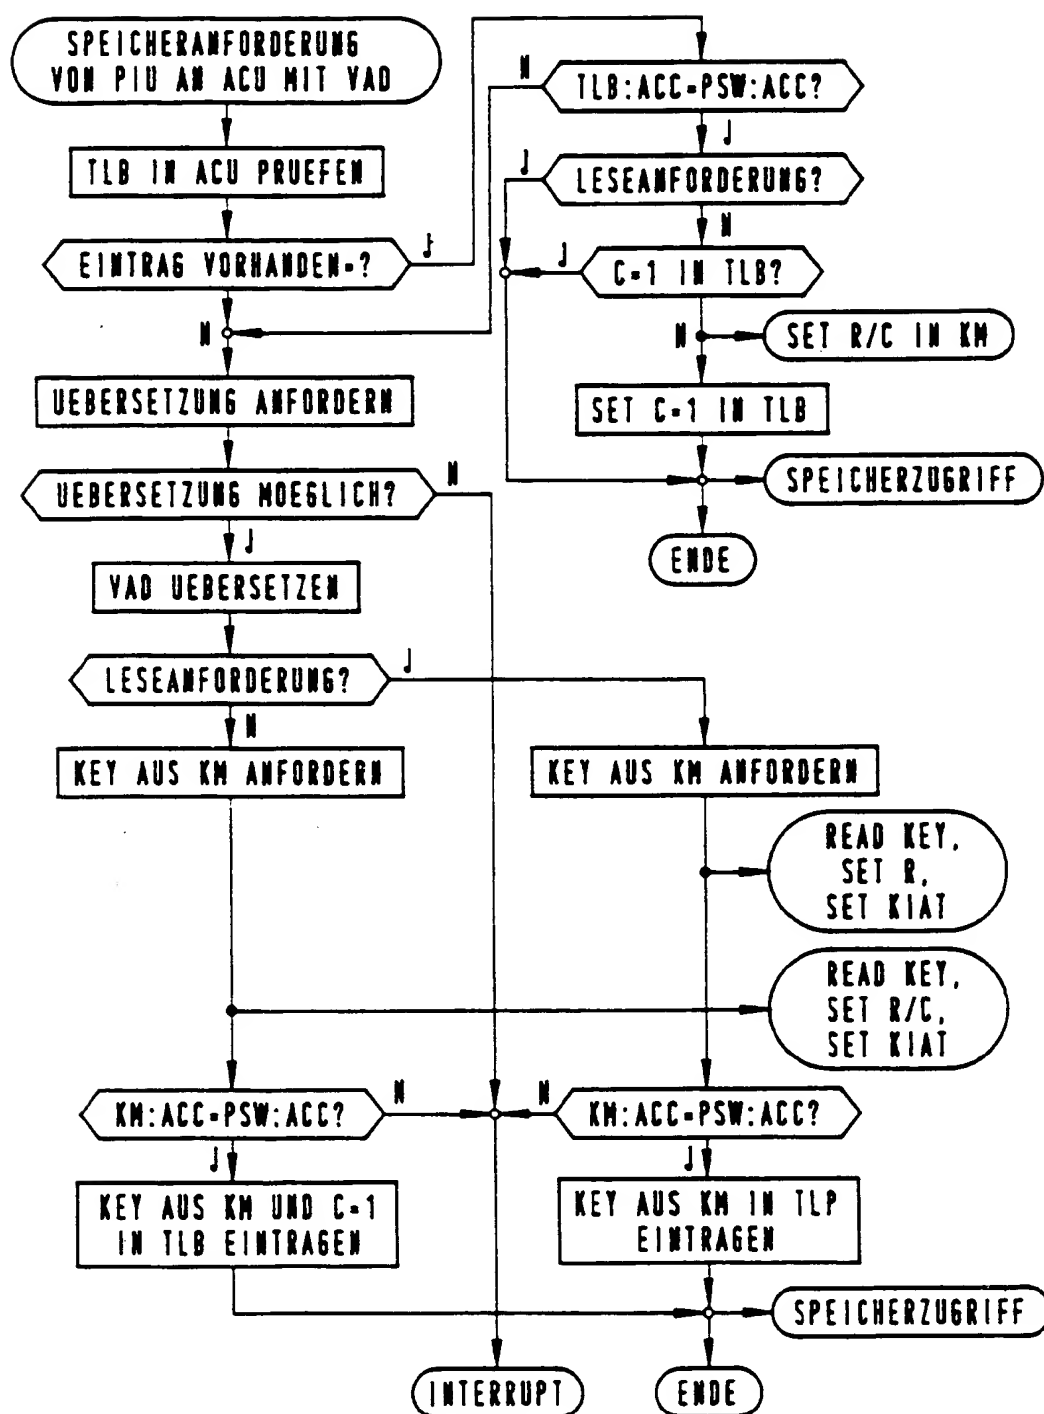 SPEICHERANFORDERUNG
VON PIU AN ACU MIT VAD
TLB IN ACU PRUEFEN
EINTRAG VORHANDEN=?
J
N
UEBERSETZUNG ANFORDERN
UEBERSETZUNG MOEGLICH?
N
J
VAD UEBERSETZEN
LESEANFORDERUNG?
J
N
KEY AUS KM ANFORDERN
N
TLB:ACC=PSW:ACC?
J
J
LESEANFORDERUNG?
N
J
C=1 IN TLB?
N
SET R/C IN KM
SET C=1 IN TLB
SPEICHERZUGRIFF
ENDE
KEY AUS KM ANFORDERN
READ KEY,
SET R,
SET KIAT
READ KEY,
SET R/C,
SET KIAT
KM:ACC=PSW:ACC?
N
J
KEY AUS KM UND C=1
IN TLB EINTRAGEN
N
KM:ACC=PSW:ACC?
J
KEY AUS KM IN TLP
EINTRAGEN
SPEICHERZUGRIFF
INTERRUPT
ENDE